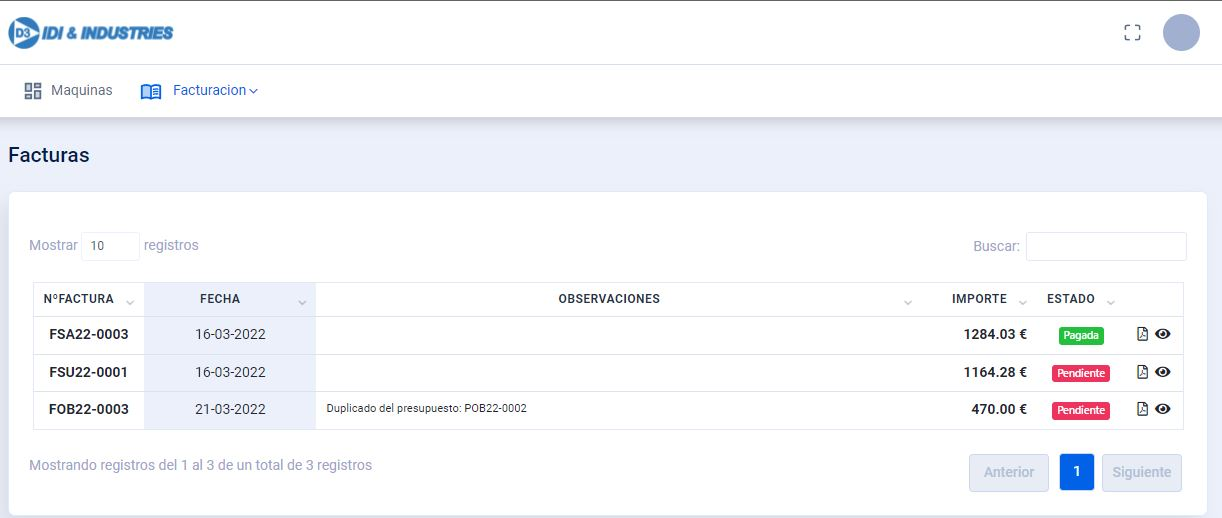 D3 IDI & INDUSTRIES
Maquinas Facturacion
Facturas
Mostrar 10 registros Buscar:
NºFACTURA FECHA OBSERVACIONES IMPORTE ESTADO
FSA22-0003 16-03-2022 1284.03 € Pagada
FSU22-0001 16-03-2022 1164.28 € Pendiente
FOB22-0003 21-03-2022 Duplicado del presupuesto: POB22-0002 470.00 € Pendiente
Mostrando registros del 1 al 3 de un total de 3 registros Anterior 1 Siguiente